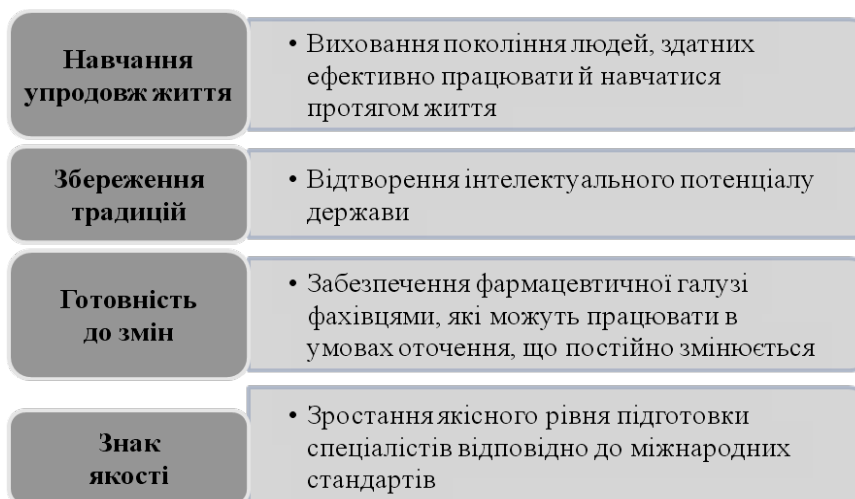 Навчання
упродовж життя
• Виховання покоління людей, здатних
ефективно працювати й навчатися
протягом життя
Збереження
традицій
• Відтворення інтелектуального потенціалу
держави
Готовність
до змін
• Забезпечення фармацевтичної галузі
фахівцями, які можуть працювати в
умовах оточення, що постійно змінюється
Знак
якості
• Зростання якісного рівня підготовки
спеціалістів відповідно до міжнародних
стандартів